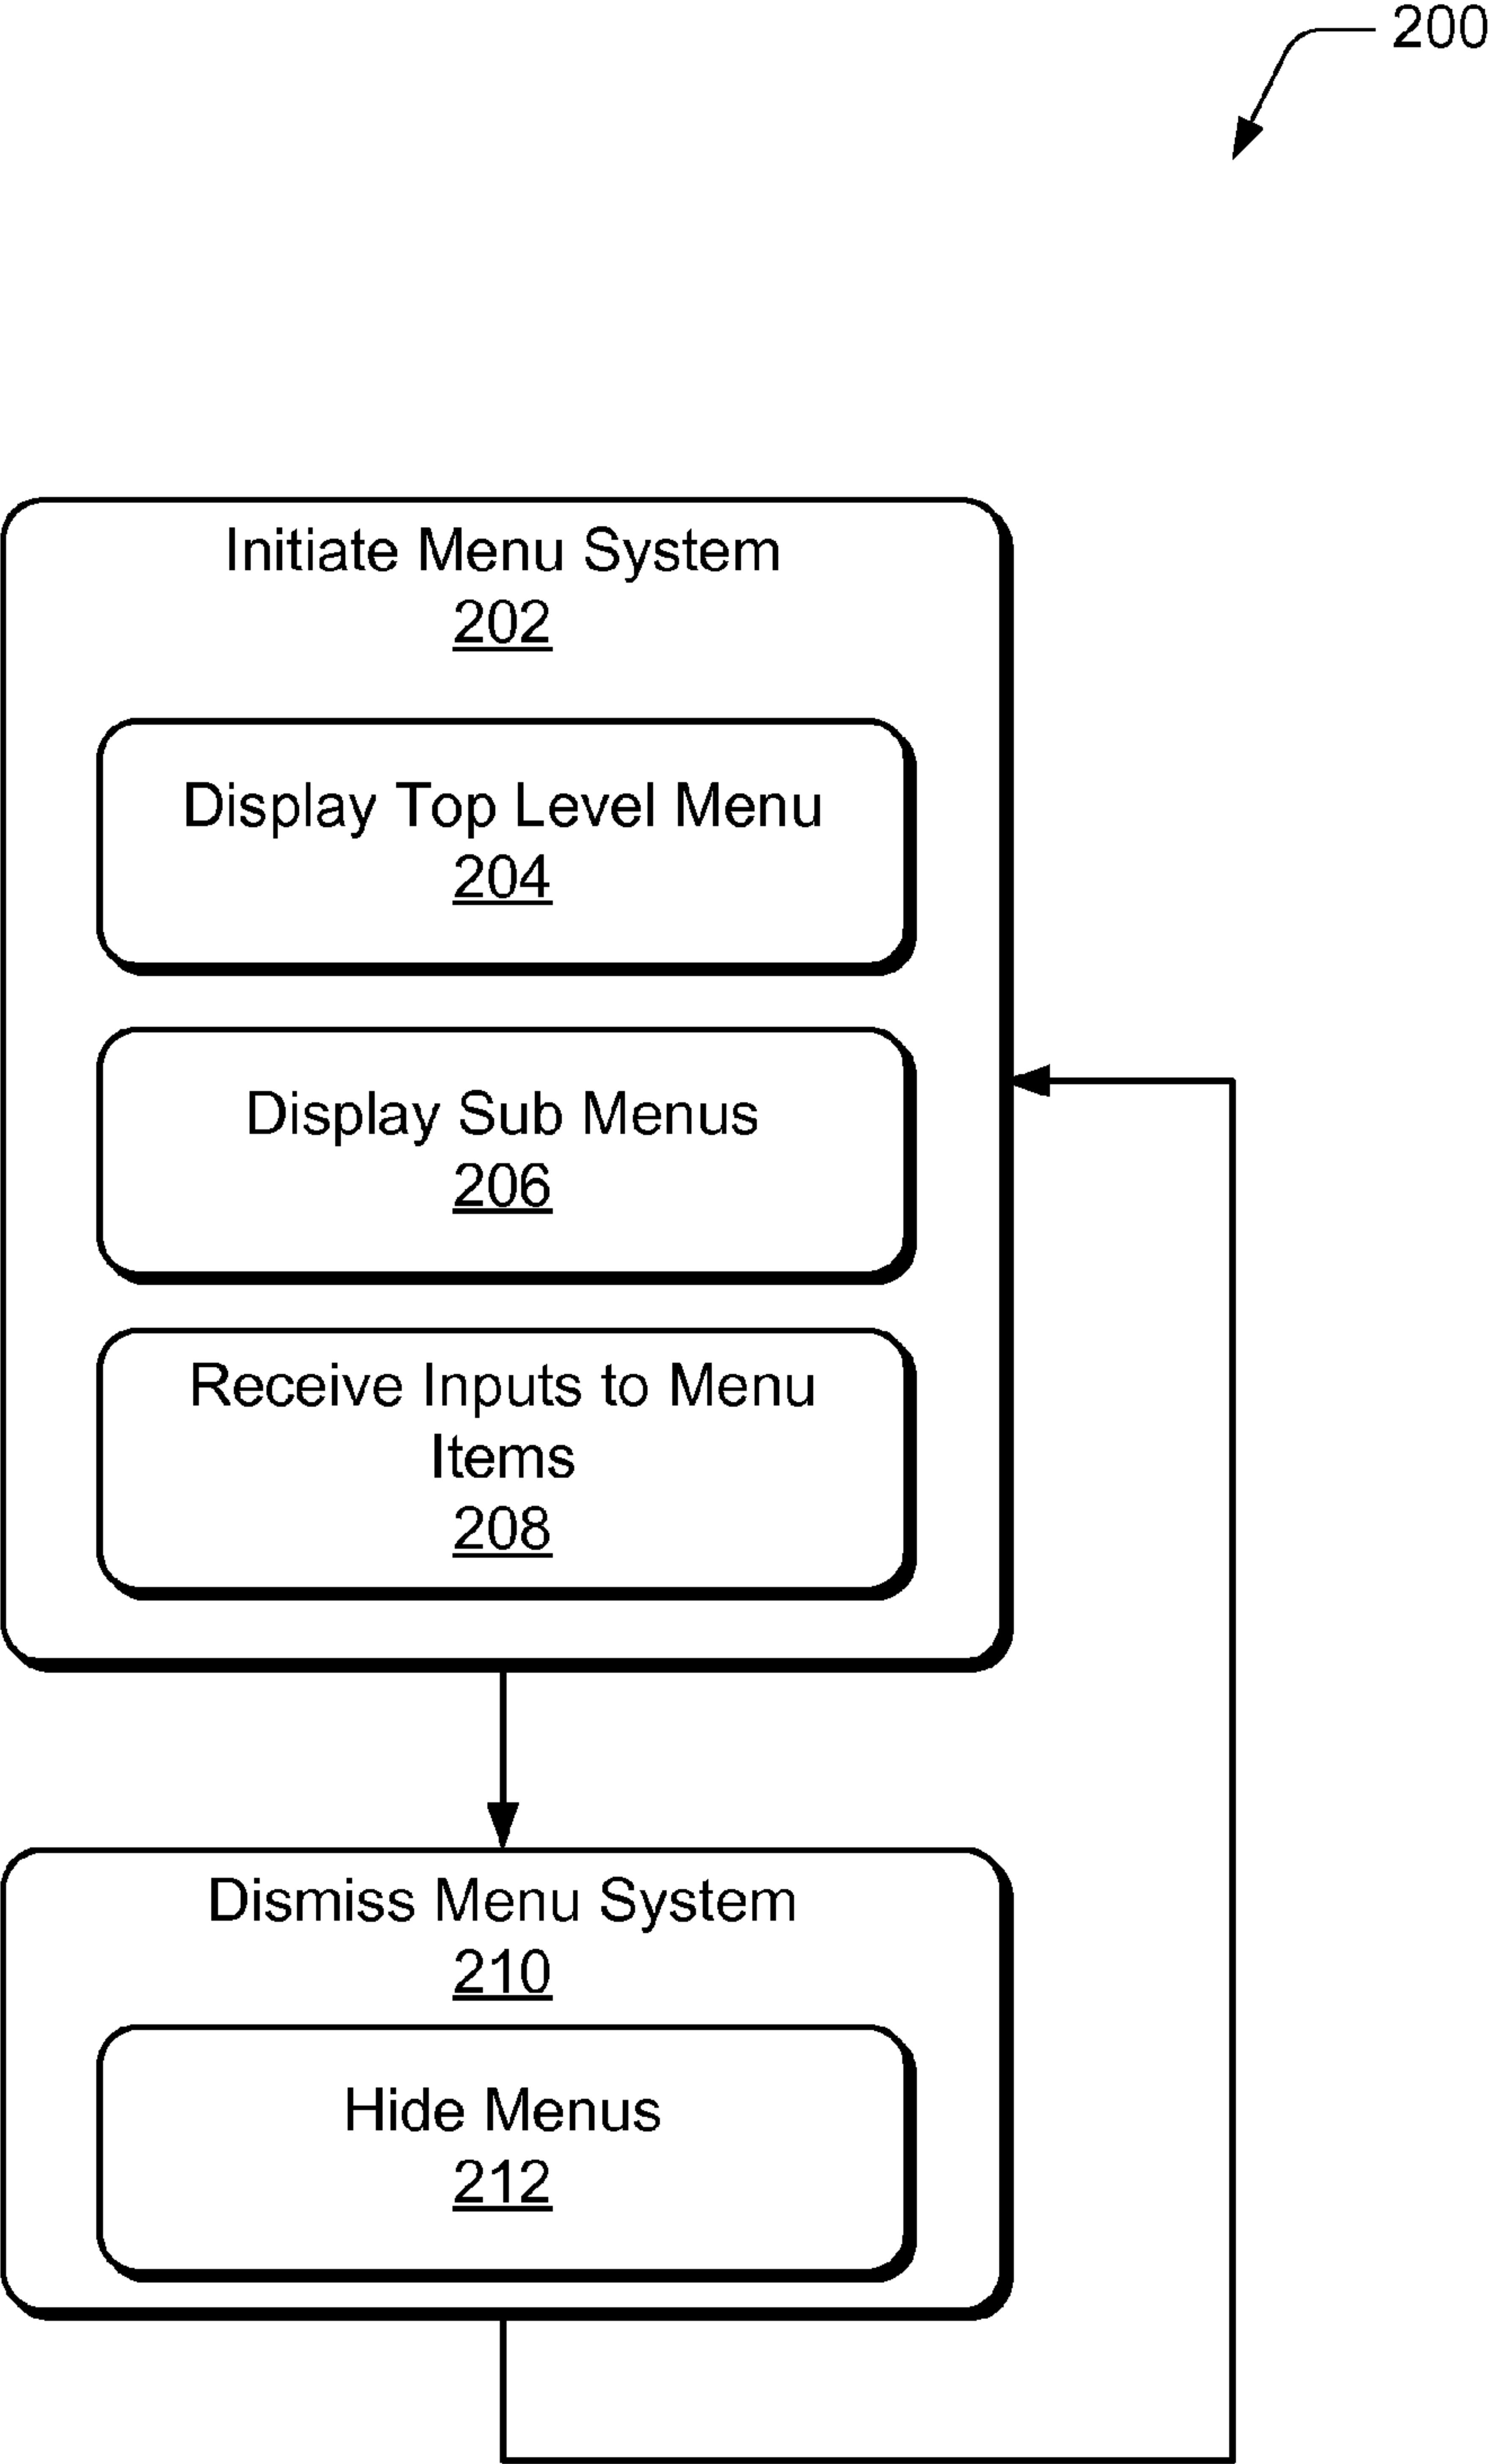 200
Initiate Menu System
202
Display Top Level Menu
204
Display Sub Menus
206
Receive Inputs to Menu
Items
208
Dismiss Menu System
210
Hide Menus
212